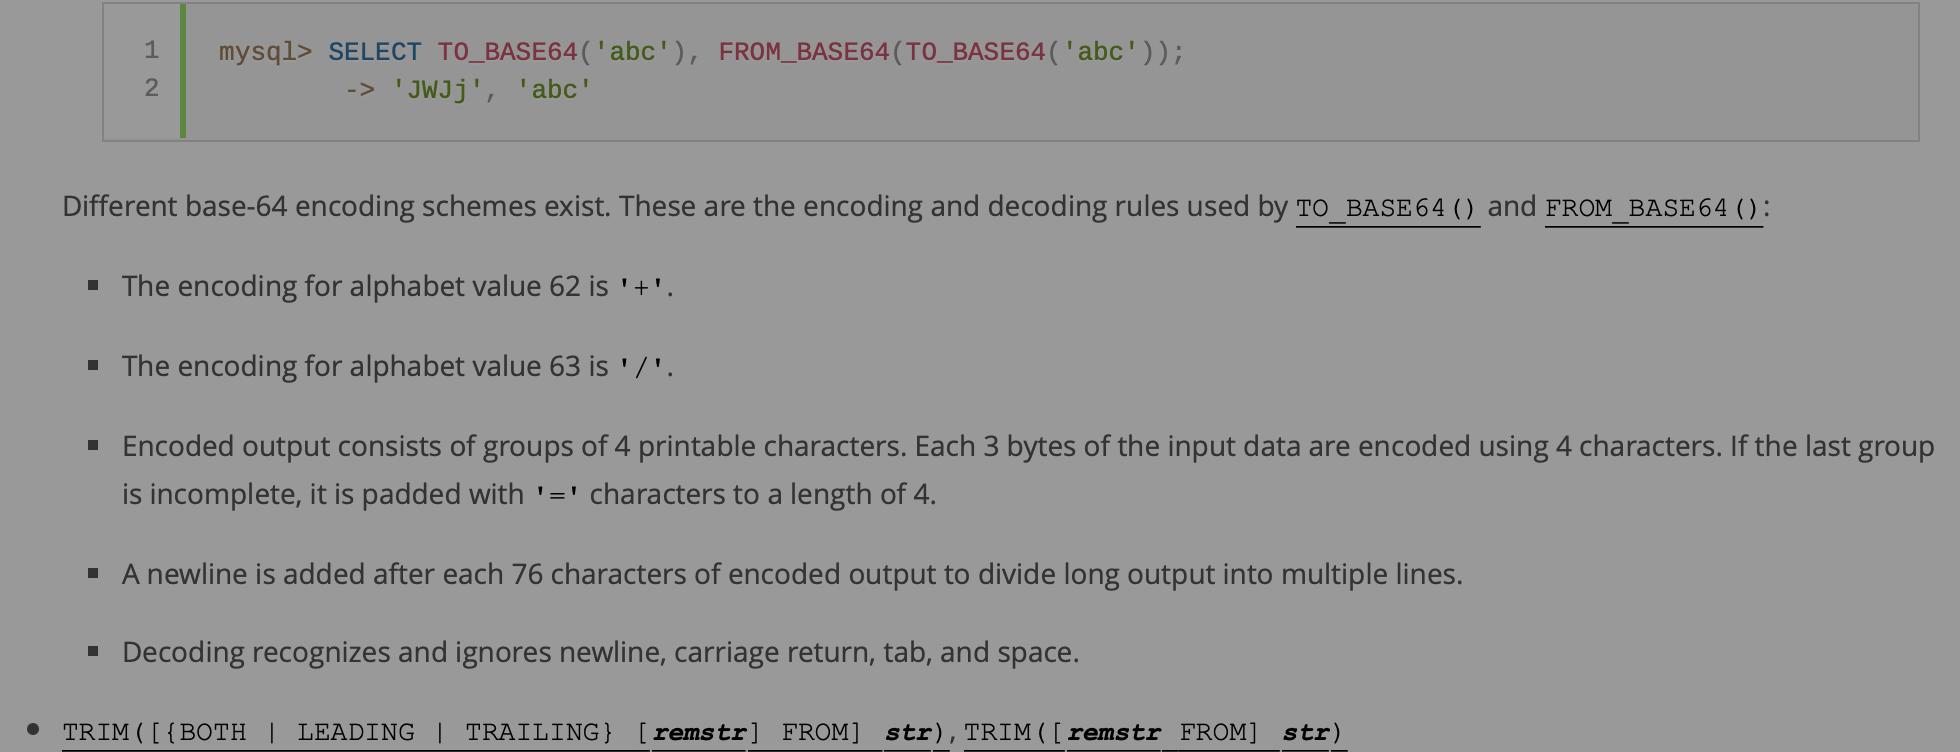 1 mysql> SELECT TO_BASE64('abc'), FROM_BASE64(TO_BASE64('abc'));
2 -> 'JWJj', 'abc'
Different base-64 encoding schemes exist. These are the encoding and decoding rules used by TO_BASE64() and FROM_BASE64():
▪ The encoding for alphabet value 62 is '+'.
▪ The encoding for alphabet value 63 is '/'.
▪ Encoded output consists of groups of 4 printable characters. Each 3 bytes of the input data are encoded using 4 characters. If the last group
is incomplete, it is padded with '=' characters to a length of 4.
▪ A newline is added after each 76 characters of encoded output to divide long output into multiple lines.
▪ Decoding recognizes and ignores newline, carriage return, tab, and space.
• TRIM([{BOTH | LEADING | TRAILING} [remstr] FROM] str), TRIM([remstr FROM] str)